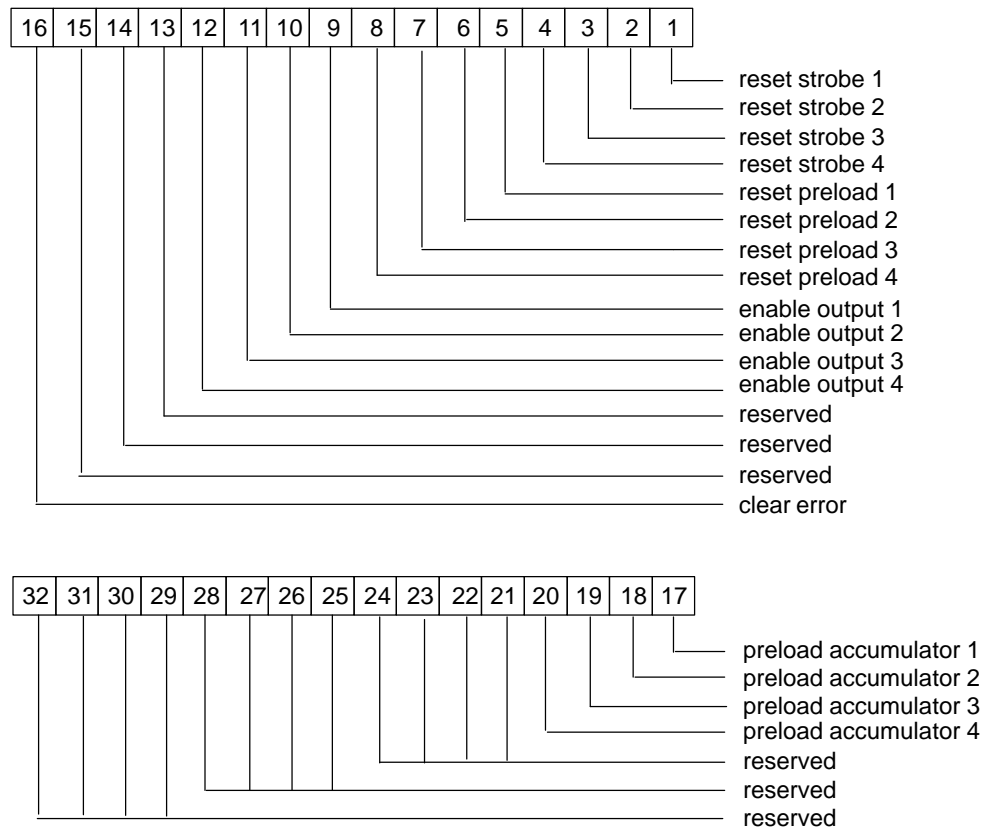 16 15 14 13 12 11 10 9 8 7 6 5 4 3 2 1
reset strobe 1
reset strobe 2
reset strobe 3
reset strobe 4
reset preload 1
reset preload 2
reset preload 3
reset preload 4
enable output 1
enable output 2
enable output 3
enable output 4
reserved
reserved
reserved
clear error
32 31 30 29 28 27 26 25 24 23 22 21 20 19 18 17
preload accumulator 1
preload accumulator 2
preload accumulator 3
preload accumulator 4
reserved
reserved
reserved